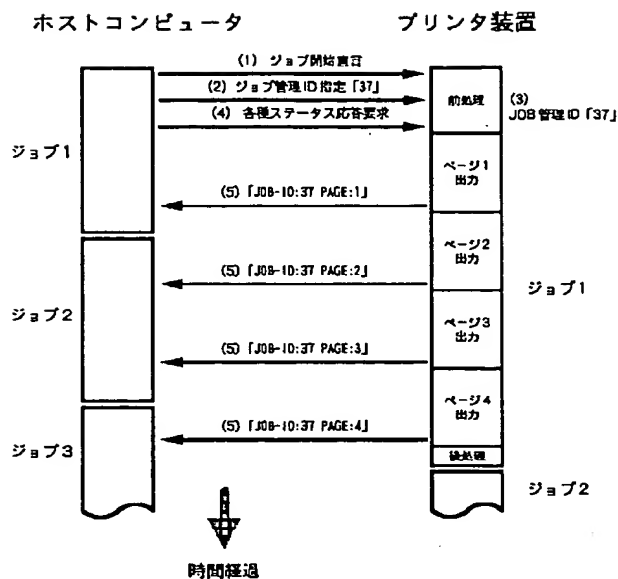 ホストコンピュータ
プリンタ装置
(1) ジョブ開始宣言
(2) ジョブ管理ID指定「37」
(4) 各種ステータス応答要求
前処理
(3)
JOB管理ID「37」
ジョブ1
ページ1
出力
(5)「JOB-ID:37 PAGE:1」
ページ2
出力
(5)「JOB-ID:37 PAGE:2」
ジョブ1
ジョブ2
ページ3
出力
(5)「JOB-ID:37 PAGE:3」
ページ4
出力
(5)「JOB-ID:37 PAGE:4」
ジョブ3
後処理
ジョブ2
時間経過